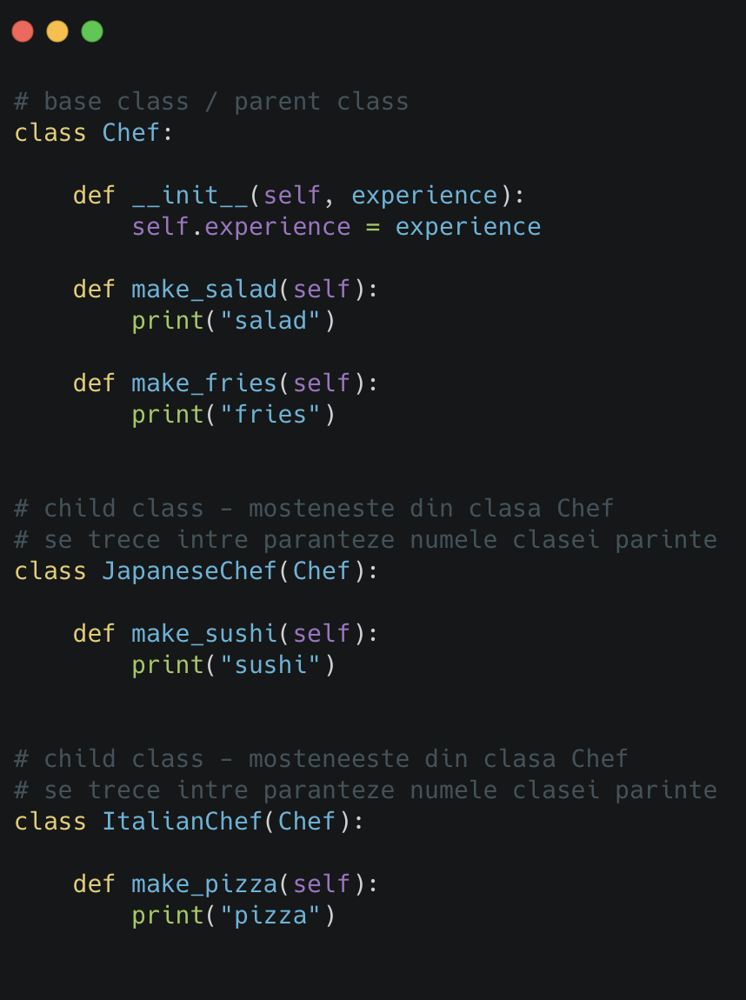 # base class / parent class
class Chef:
    def __init__(self, experience):
        self.experience = experience
    def make_salad(self):
        print("salad")
    def make_fries(self):
        print("fries")
# child class - mosteneste din clasa Chef
# se trece intre paranteze numele clasei parinte
class JapaneseChef(Chef):
    def make_sushi(self):
        print("sushi")
# child class - mosteneeste din clasa Chef
# se trece intre paranteze numele clasei parinte
class ItalianChef(Chef):
    def make_pizza(self):
        print("pizza")